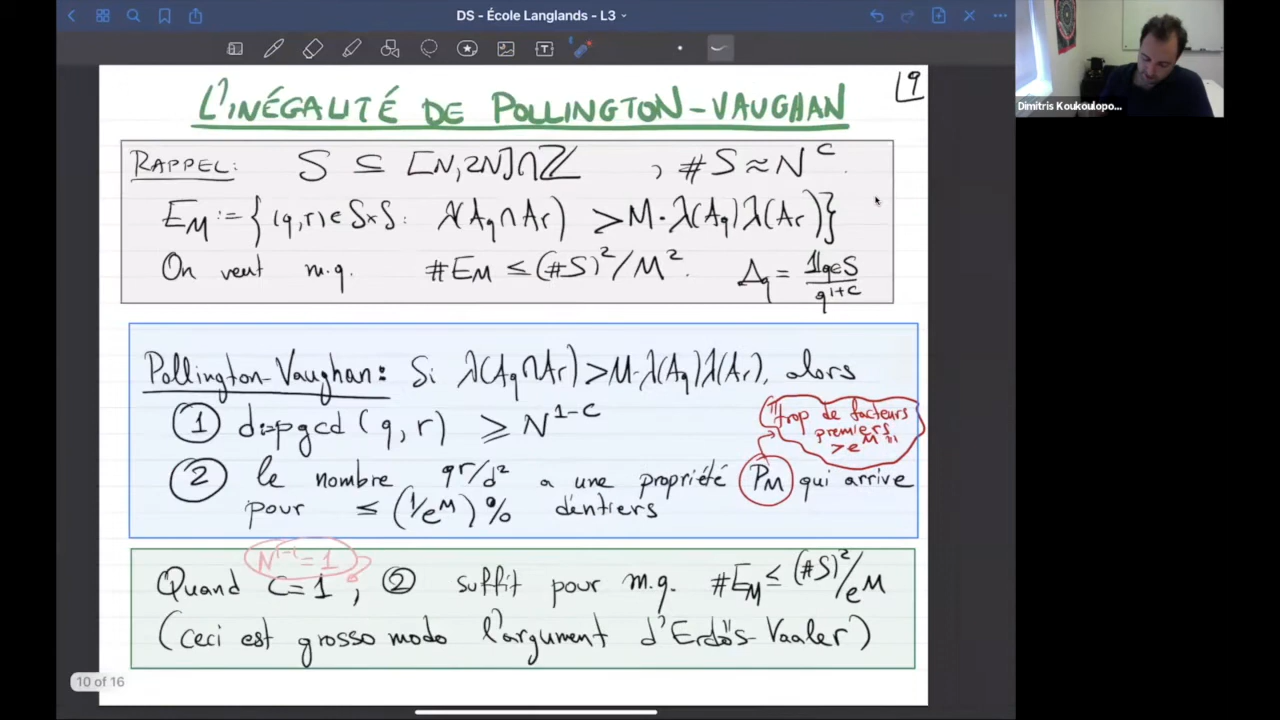 DS - École Langlands - L3
Dimitris Koukoulopo...
L'INÉGALITÉ DE POLLINGTON-VAUGHAN
9
RAPPEL: S ⊆ [N, 2N]∩ℤ , #S ≈ N^c.
E_M := { (q,r) ∈ S×S : λ(A_q ∩ A_r) > M·λ(A_q)λ(A_r) }
On veut m.q. #E_M ≤ (#S)²/M². Δ_q = 1_{q∈S}/q^{1+c}
Pollington-Vaughan: Si λ(A_q ∩ A_r) > M·λ(A_q)λ(A_r), alors
① d:=pgcd(q,r) ≥ N^{1-c}
"trop de facteurs
premiers
> e^M"
② le nombre qr/d² a une propriété P_M qui arrive
pour ≤ (1/e^M)% d'entiers
N^{1-c} = 1
Quand c=1, ② suffit pour m.q. #E_M ≤ (#S)²/e^M
(ceci est grosso modo l'argument d'Erdős-Vaaler)
10 of 16